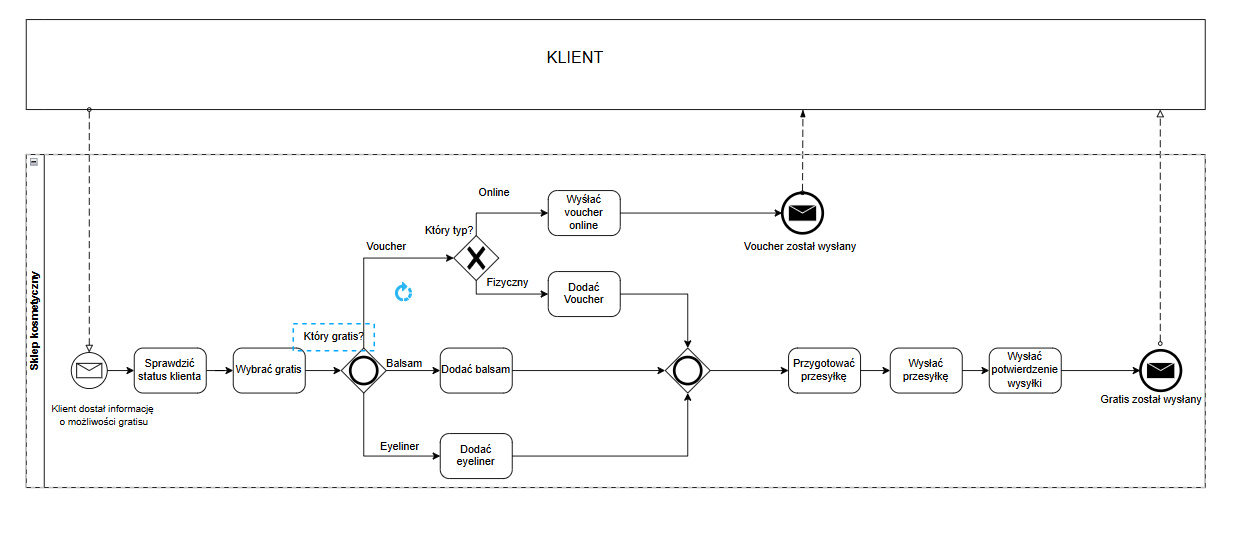 KLIENT
Sklep kosmetyczny
Online
Wyśłać
voucher
online
Który typ?
Voucher
Voucher został wysłany
Fizyczny
Dodać
Voucher
Który gratis?
Sprawdzić
status klienta
Wybrać gratis
Balsam
Dodać balsam
Przygotować
przesyłkę
Wysłać
przesyłkę
Wysłać
potwierdzenie
wysyłki
Gratis został wysłany
Klient dostał informację
o możliwości gratisu
Eyeliner
Dodać
eyeliner